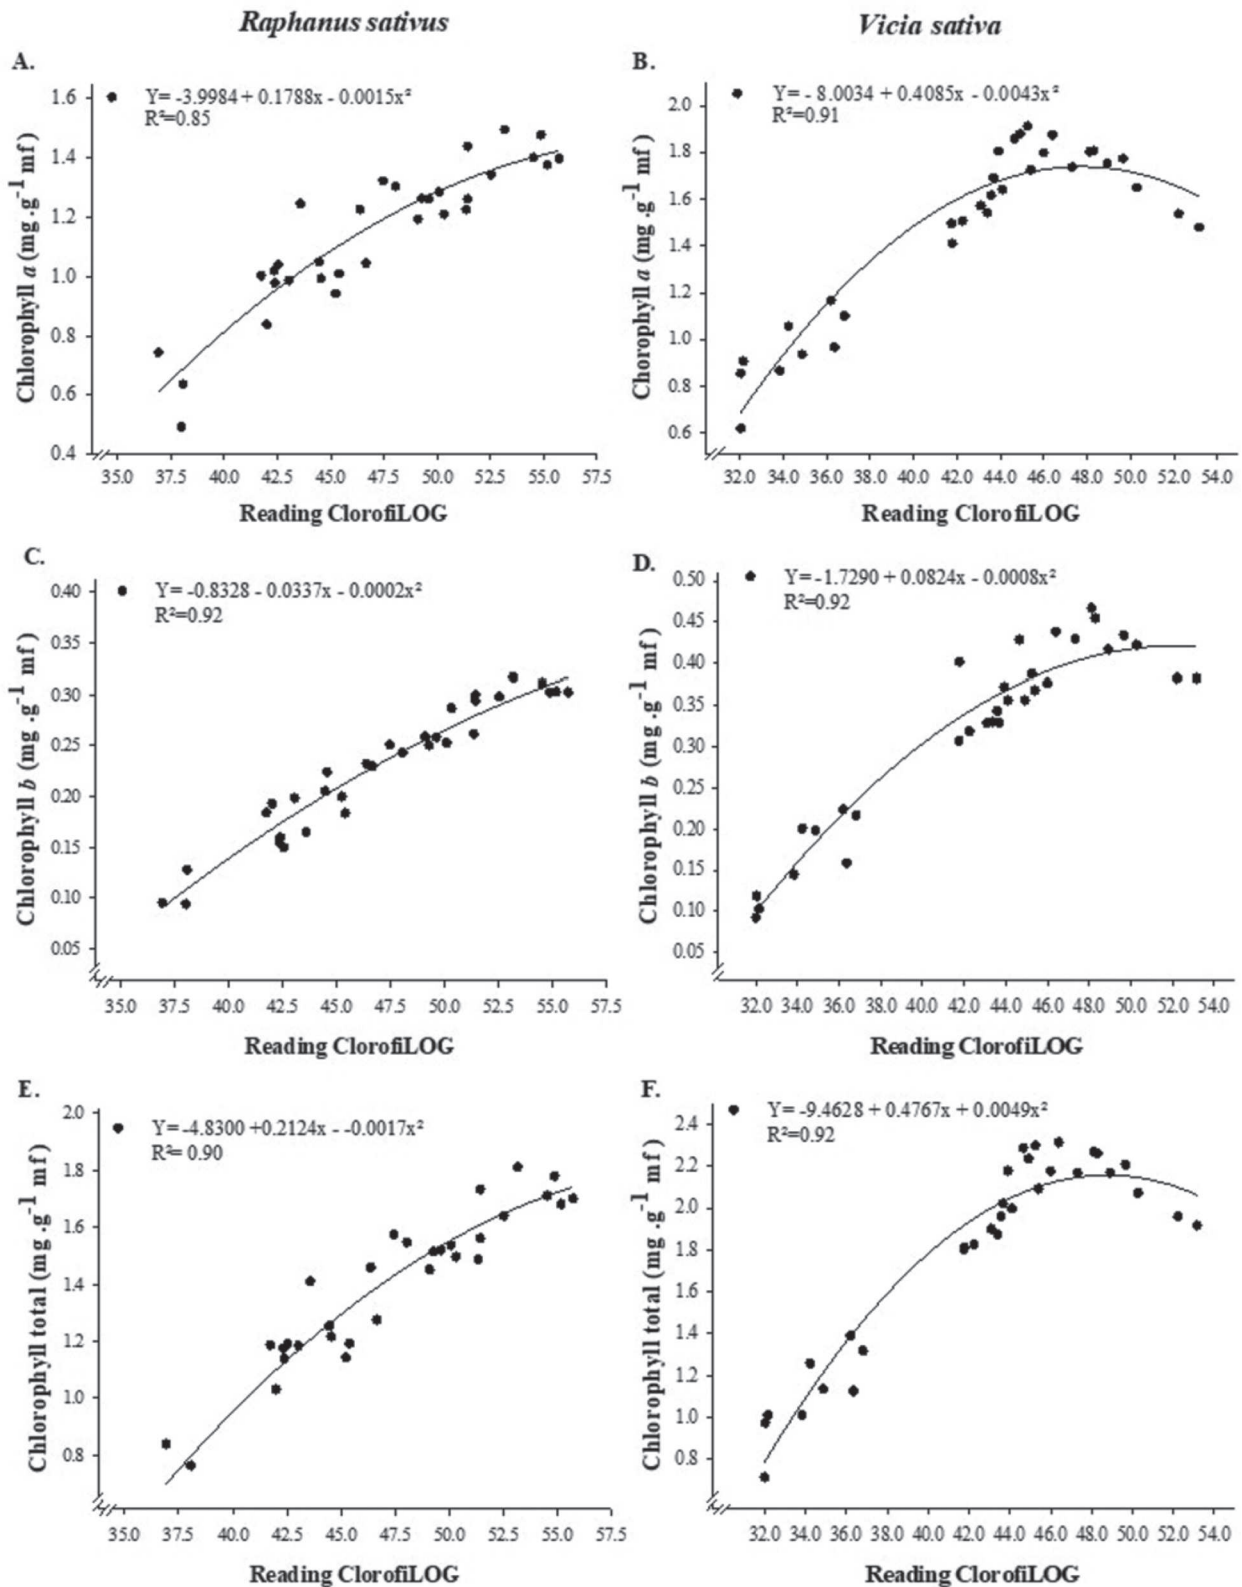 Raphanus sativus
Vicia sativa
A.
Y= -3.9984 + 0.1788x - 0.0015x²
R²=0.85
Chlorophyll a (mg .g⁻¹ mf )
1.6
1.4
1.2
1.0
0.8
0.6
0.4
35.0 37.5 40.0 42.5 45.0 47.5 50.0 52.5 55.0 57.5
Reading ClorofiLOG
B.
Y= - 8.0034 + 0.4085x - 0.0043x²
R²=0.91
Chorophyll a (mg .g⁻¹ mf )
2.0
1.8
1.6
1.4
1.2
1.0
0.8
0.6
32.0 34.0 36.0 38.0 40.0 42.0 44.0 46.0 48.0 50.0 52.0 54.0
Reading ClorofiLOG
C.
Y= -0.8328 - 0.0337x - 0.0002x²
R²=0.92
Chlorophyll b (mg .g⁻¹ mf )
0.40
0.35
0.30
0.25
0.20
0.15
0.10
0.05
35.0 37.5 40.0 42.5 45.0 47.5 50.0 52.5 55.0 57.5
Reading ClorofiLOG
D.
Y= -1.7290 + 0.0824x - 0.0008x²
R²=0.92
Chlorophyll b (mg .g⁻¹ mf )
0.50
0.45
0.40
0.35
0.30
0.25
0.20
0.15
0.10
0.05
32.0 34.0 36.0 38.0 40.0 42.0 44.0 46.0 48.0 50.0 52.0 54.0
Reading ClorofiLOG
E.
Y= -4.8300 +0.2124x - -0.0017x²
R²= 0.90
Chlorophyll total (mg .g⁻¹ mf )
2.0
1.8
1.6
1.4
1.2
1.0
0.8
35.0 37.5 40.0 42.5 45.0 47.5 50.0 52.5 55.0 57.5
Reading ClorofiLOG
F.
Y= -9.4628 + 0.4767x + 0.0049x²
R²=0.92
Chlorophyll total (mg .g⁻¹ mf )
2.4
2.2
2.0
1.8
1.6
1.4
1.2
1.0
0.8
32.0 34.0 36.0 38.0 40.0 42.0 44.0 46.0 48.0 50.0 52.0 54.0
Reading ClorofiLOG